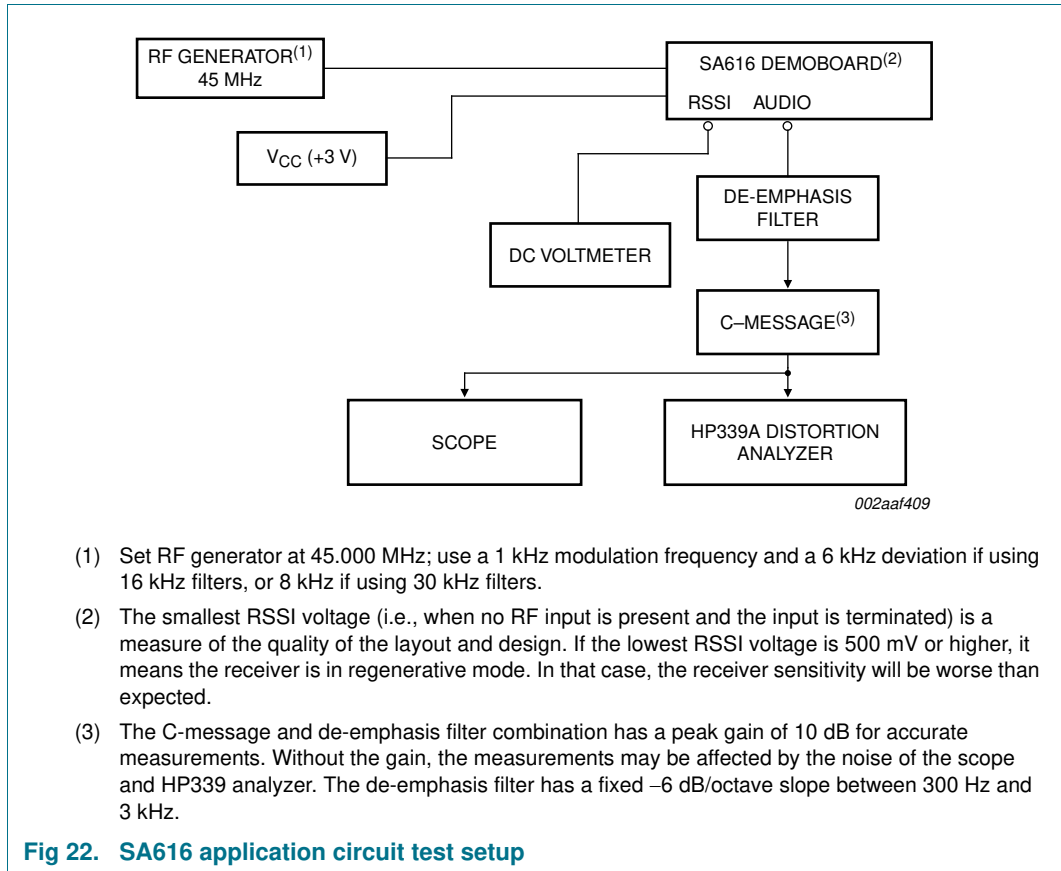 RF GENERATOR(1)
45 MHz
SA616 DEMOBOARD(2)
RSSI AUDIO
VCC (+3 V)
DE-EMPHASIS
FILTER
DC VOLTMETER
C–MESSAGE(3)
SCOPE
HP339A DISTORTION
ANALYZER
002aaf409
(1) Set RF generator at 45.000 MHz; use a 1 kHz modulation frequency and a 6 kHz deviation if using
16 kHz filters, or 8 kHz if using 30 kHz filters.
(2) The smallest RSSI voltage (i.e., when no RF input is present and the input is terminated) is a
measure of the quality of the layout and design. If the lowest RSSI voltage is 500 mV or higher, it
means the receiver is in regenerative mode. In that case, the receiver sensitivity will be worse than
expected.
(3) The C-message and de-emphasis filter combination has a peak gain of 10 dB for accurate
measurements. Without the gain, the measurements may be affected by the noise of the scope
and HP339 analyzer. The de-emphasis filter has a fixed −6 dB/octave slope between 300 Hz and
3 kHz.
Fig 22. SA616 application circuit test setup